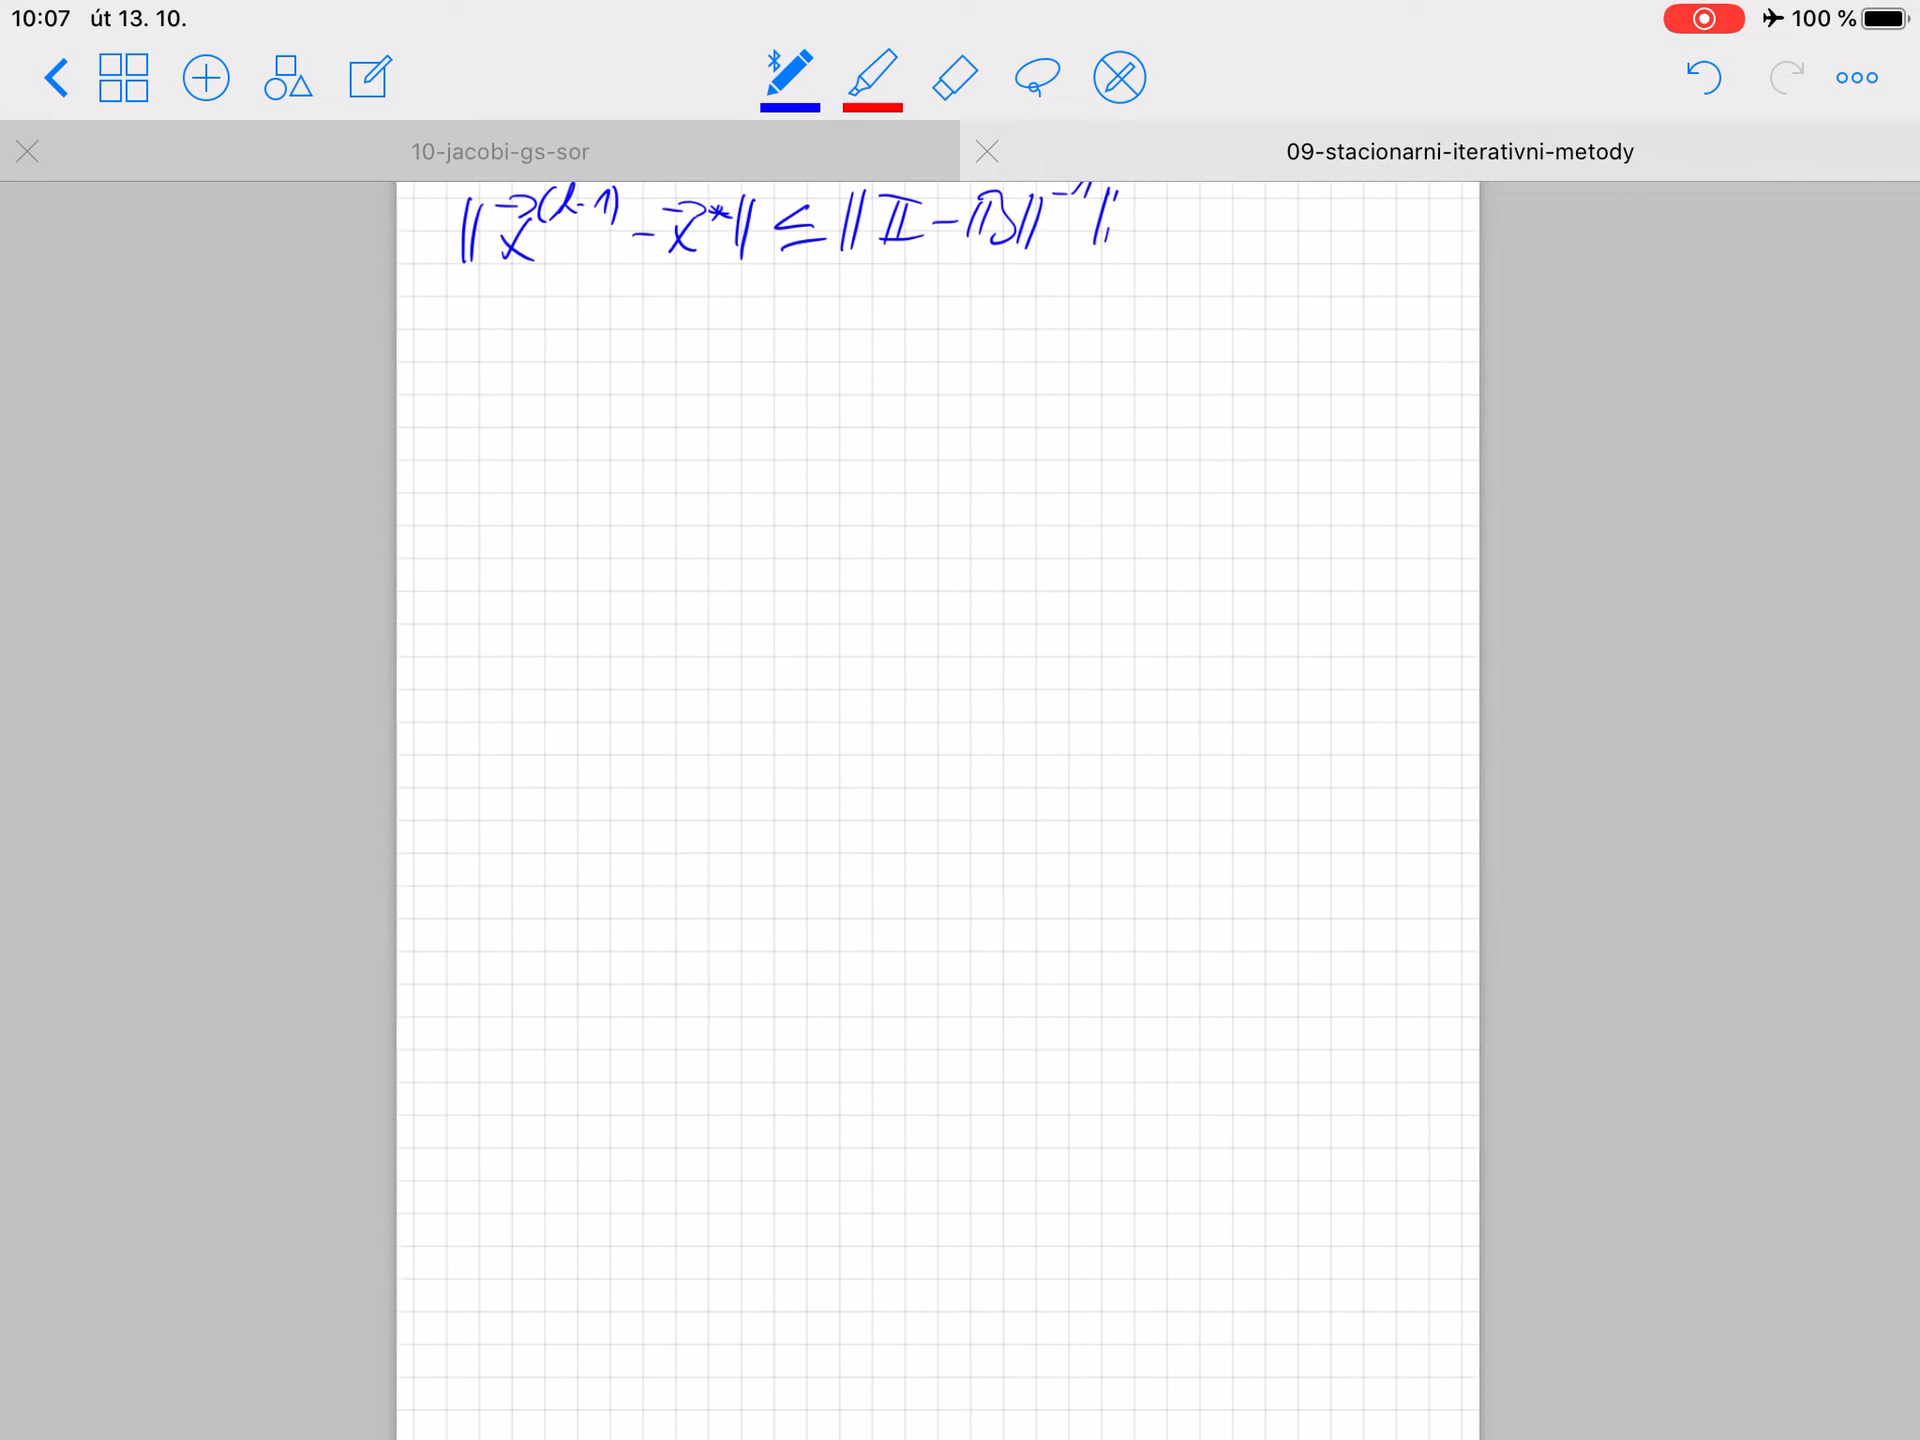 10:07 út 13. 10. 100 %
10-jacobi-gs-sor 09-stacionarni-iterativni-metody
‖x⃗^(k-1) - x⃗*‖ ≤ ‖𝕀 - 𝔹‖^-1 ‖